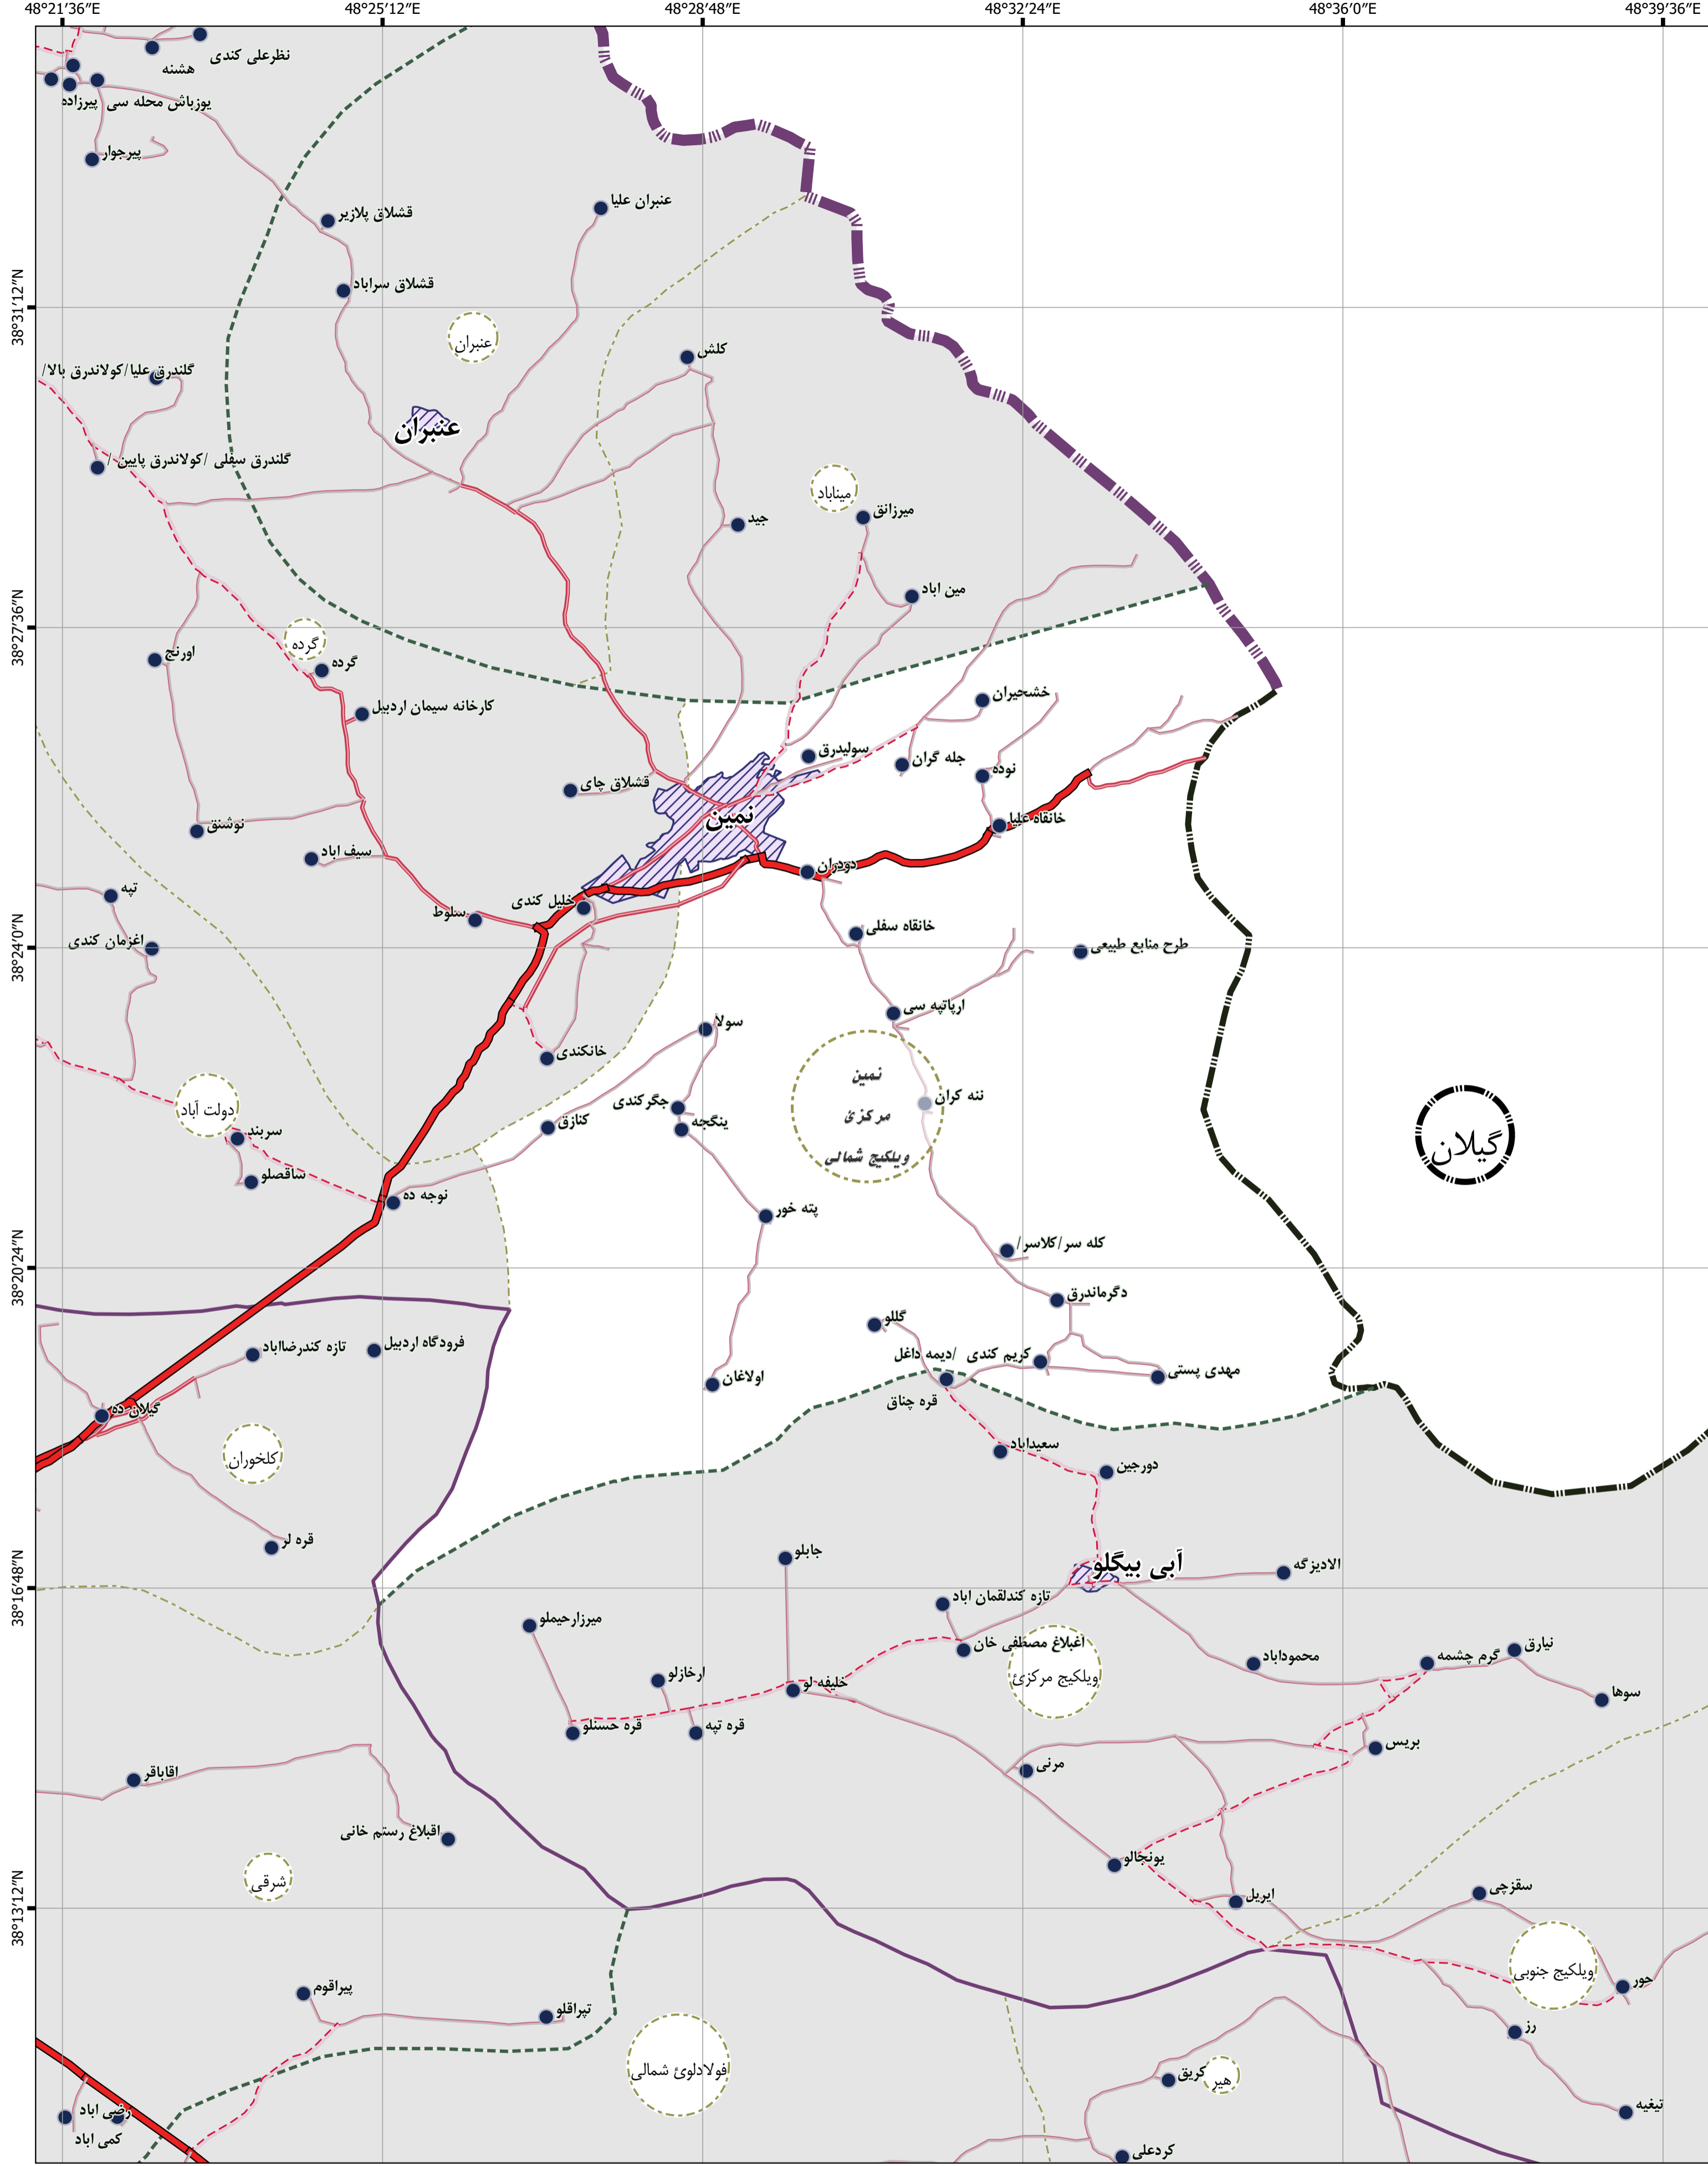 48°21'36"E
48°25'12"E
48°28'48"E
48°32'24"E
48°36'0"E
48°39'36"E
نظرعلی کندی
هشنه
یوزباش محله سی
پیرزاده
پیرجوار
قشلاق پلازیر
عنبران علیا
قشلاق سراباد
38°31'12"N
عنبران
کلش
گلندرق علیا/کولاندرق بالا/
عنبران
گلندرق سفلی /کولاندرق پایین /
میناباد
میرزانق
جید
مین اباد
38°27'36"N
گرده
اورنج
گرده
خشحیران
کارخانه سیمان اردبیل
سولیدرق
جله گران
نوده
قشلاق چای
نمین
خانقاه علیا
نوشنق
سیف اباد
دودران
تپه
خلیل کندی
سلوط
خانقاه سفلی
اغزمان کندی
طرح منابع طبیعی
38°24'0"N
ارپاتپه سی
سولا
خانکندی
نمین
ننه کران
جگرکندی
دولت آباد
مرکزئ
کنازق
ینگجه
سربند
گیلان
ویلکیج شمالی
ساقصلو
نوجه ده
پته خور
کله سر/کلاسر/
38°20'24"N
دگرماندرق
گللو
فرودگاه اردبیل
تازه کندرضااباد
کریم کندی /دیمه داغل
مهدی پستی
اولاغان
قره چناق
گیلان ده
سعیداباد
کلخوران
دورجین
قره لر
جابلو
آبی بیگلو
الادیزگه
38°16'48"N
تازه کندلقمان اباد
میرزارحیملو
اغبلاغ مصطفی خان
نیارق
گرم چشمه
محموداباد
ویلکیج مرکزئ
ارخازلو
خلیفه لو
سوها
قره حسنلو
قره تپه
بریس
مرنی
اقاباقر
اقبلاغ رستم خانی
یونجالو
شرقی
سقزچی
ایریل
38°13'12"N
ویلکیج جنوبی
جور
پیراقوم
تپراقلو
رز
فولادلوئ شمالی
کریق
هیر
تیغیه
رضی اباد
کمی اباد
کردعلی